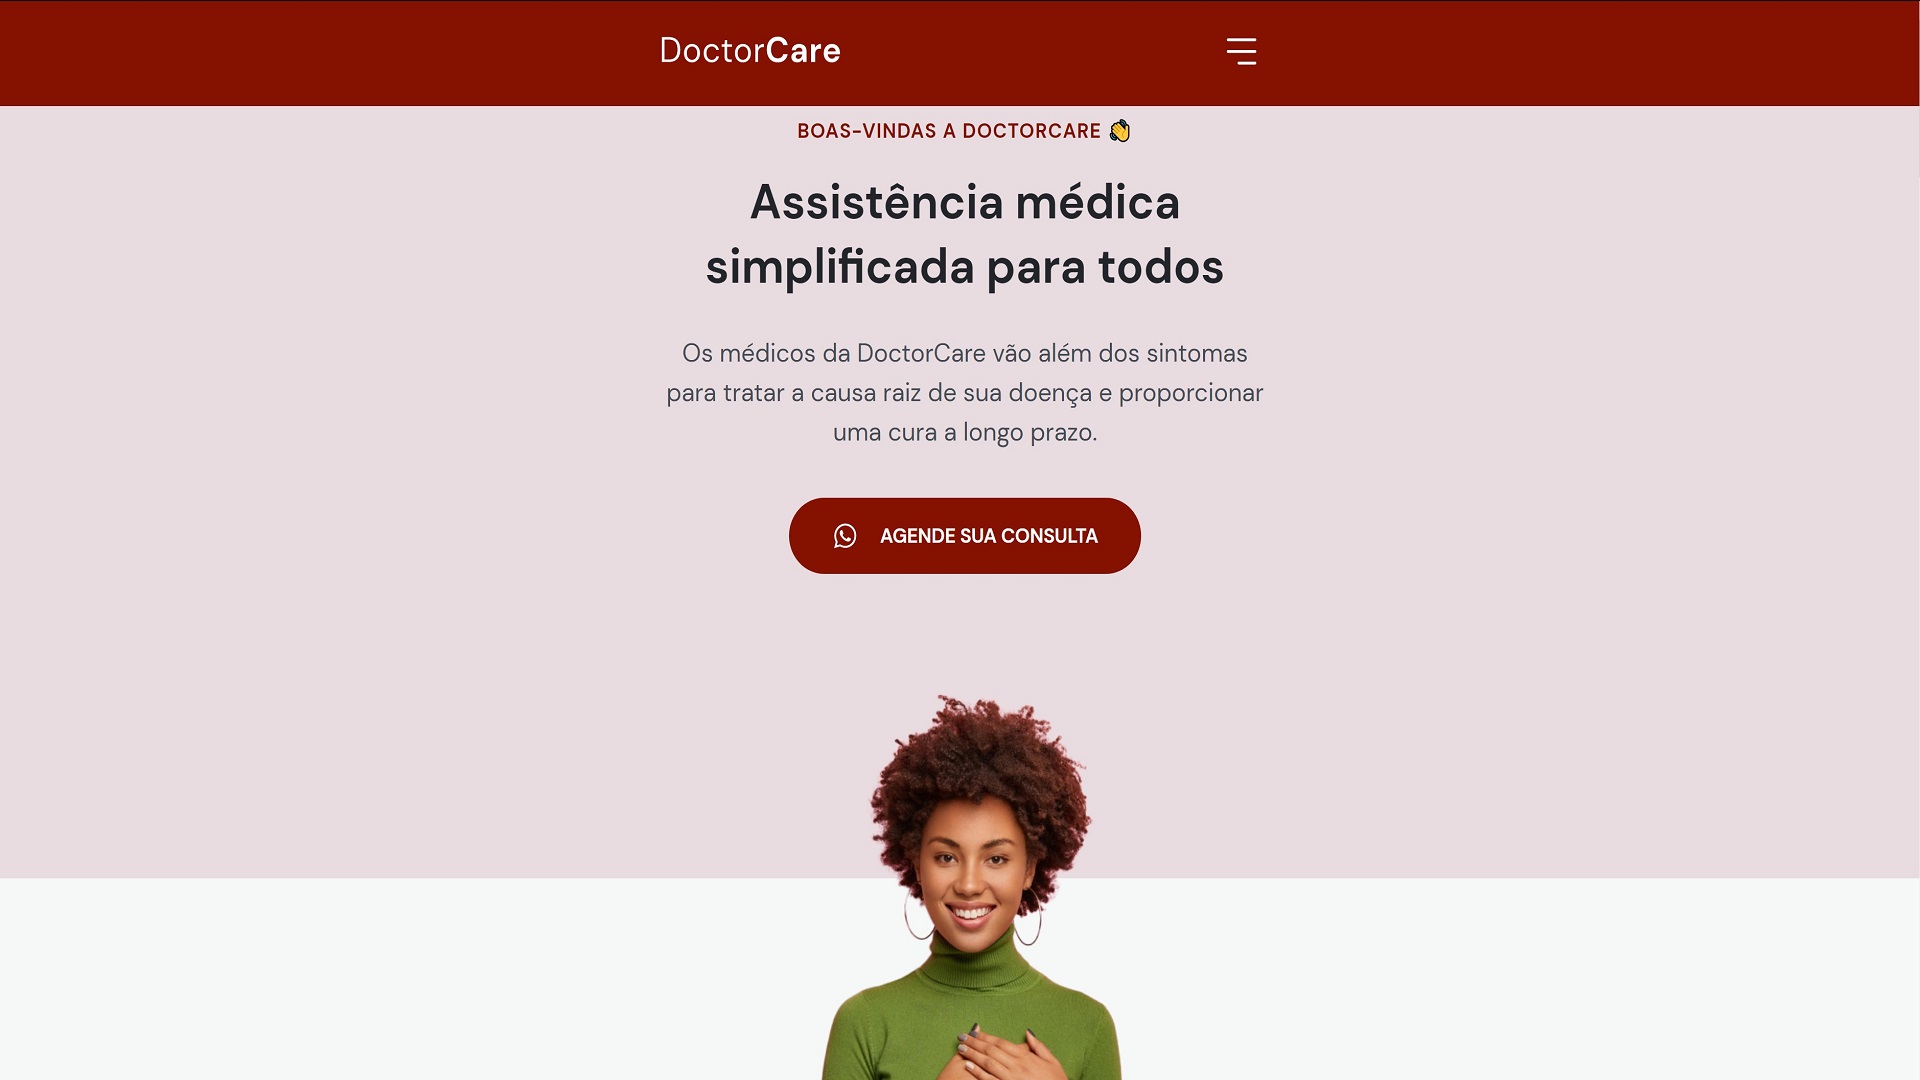 DoctorCare
BOAS-VINDAS A DOCTORCARE 👋
Assistência médica
simplificada para todos
Os médicos da DoctorCare vão além dos sintomas
para tratar a causa raiz de sua doença e proporcionar
uma cura a longo prazo.
AGENDE SUA CONSULTA